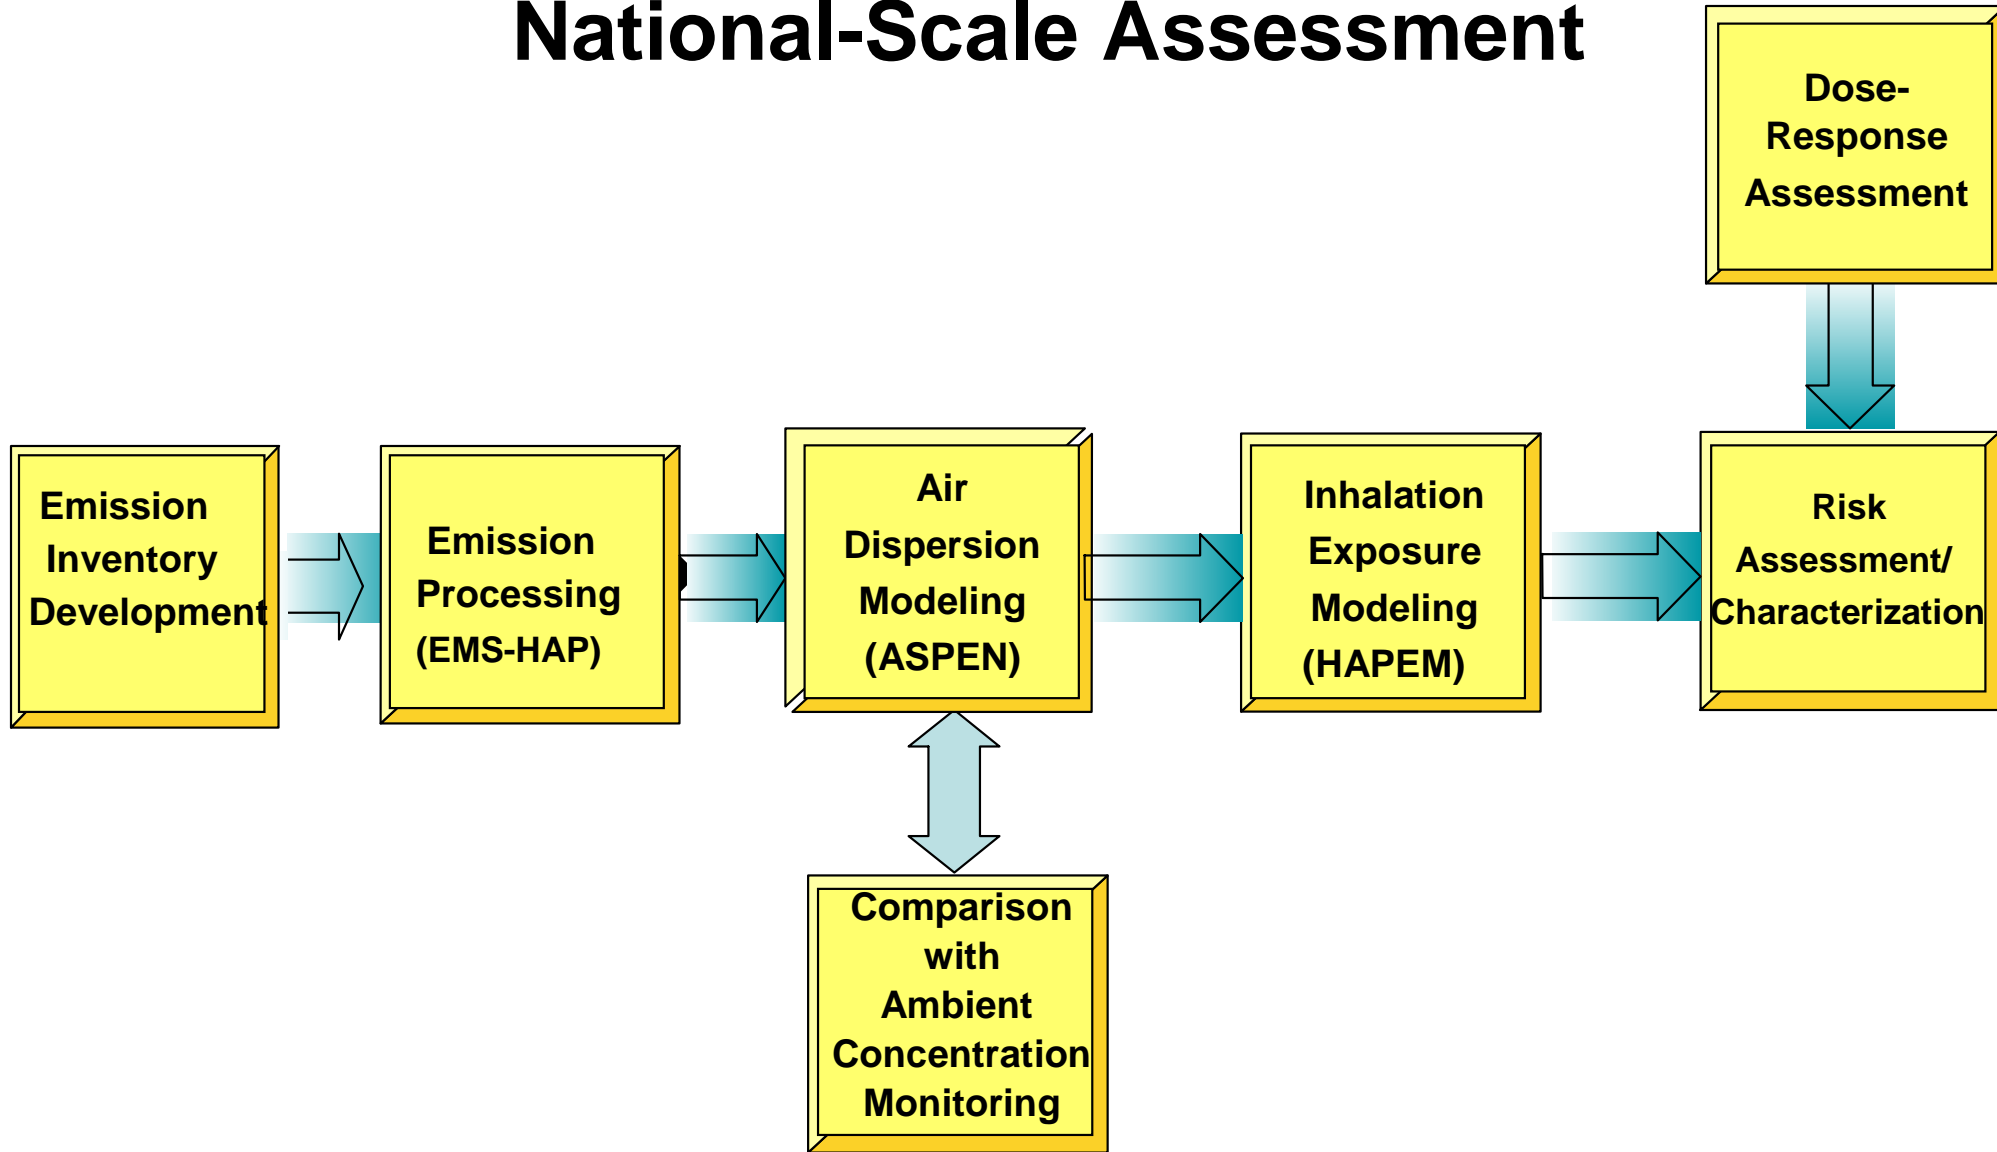 National-Scale Assessment
Dose-
Response
Assessment
Emission
Inventory
Development
Emission
Processing
(EMS-HAP)
Air
Dispersion
Modeling
(ASPEN)
Inhalation
Exposure
Modeling
(HAPEM)
Risk
Assessment/
Characterization
Comparison
with
Ambient
Concentration
Monitoring